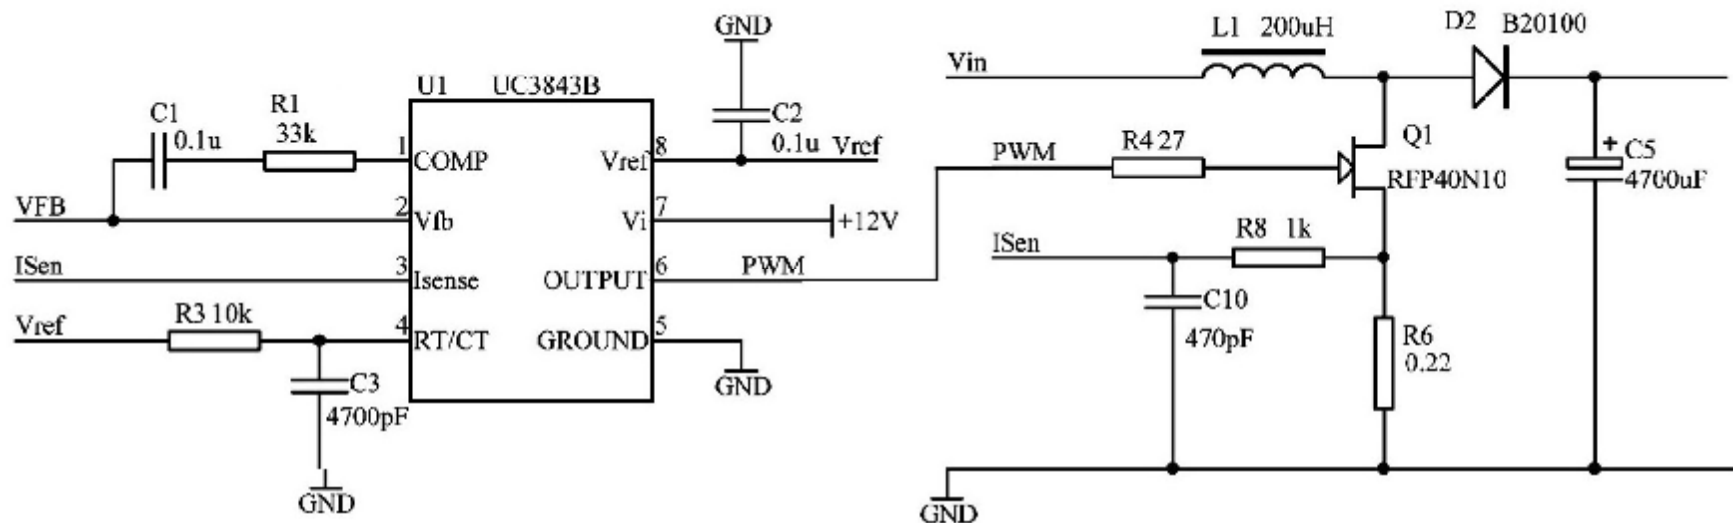 GND
U1 UC3843B
C1
0.1u
R1
33k
C2
0.1u
Vref
1
COMP
Vref
8
VFB
2
Vfb
Vi
7
+12V
ISen
3
Isense
OUTPUT
6
PWM
Vref
R3 10k
4
RT/CT
GROUND
5
GND
C3
4700pF
GND
L1 200uH
D2 B20100
Vin
PWM
R4 27
Q1
RFP40N10
+
C5
4700uF
ISen
R8 1k
C10
470pF
R6
0.22
GND